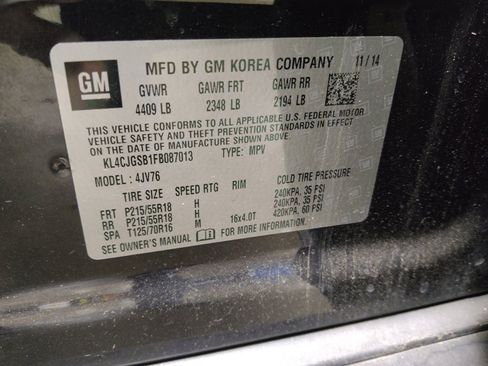 GM
MFD BY GM KOREA COMPANY 11/14
GVWR GAWR FRT GAWR RR
4409 LB 2348 LB 2194 LB
THIS VEHICLE CONFORMS TO ALL APPLICABLE U.S. FEDERAL MOTOR
VEHICLE SAFETY AND THEFT PREVENTION STANDARDS IN EFFECT ON
THE DATE OF MANUFACTURE SHOWN ABOVE.
KL4CJGSB1FB087013 TYPE: MPV
MODEL : 4JV76
TIRE SIZE SPEED RTG RIM COLD TIRE PRESSURE
FRT P215/55R18 H 240KPA, 35 PSI
RR P215/55R18 H 240KPA, 35 PSI
SPA T125/70R16 M 16x4.0T 420KPA, 60 PSI
SEE OWNER'S MANUAL FOR MORE INFORMATION.